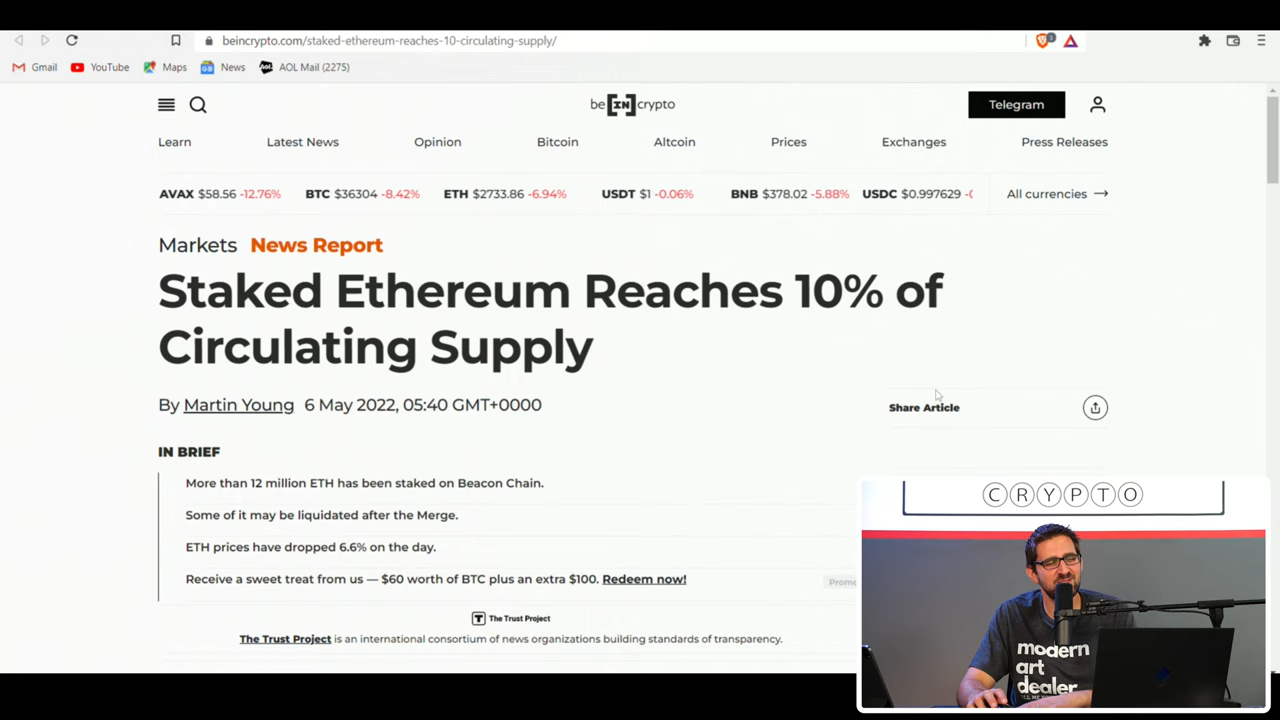 beincrypto.com/staked-ethereum-reaches-10-circulating-supply/
Gmail YouTube Maps News AOL Mail (2275)
be[IN]crypto
Telegram
Learn Latest News Opinion Bitcoin Altcoin Prices Exchanges Press Releases
AVAX $58.56 -12.76% BTC $36304 -8.42% ETH $2733.86 -6.94% USDT $1 -0.06% BNB $378.02 -5.88% USDC $0.997629 All currencies →
Markets News Report
Staked Ethereum Reaches 10% of
Circulating Supply
By Martin Young 6 May 2022, 05:40 GMT+0000
Share Article
IN BRIEF
More than 12 million ETH has been staked on Beacon Chain.
Some of it may be liquidated after the Merge.
ETH prices have dropped 6.6% on the day.
Receive a sweet treat from us — $60 worth of BTC plus an extra $100. Redeem now!
Promo
The Trust Project
The Trust Project is an international consortium of news organizations building standards of transparency.
CRYPTO
modern
art
dealer